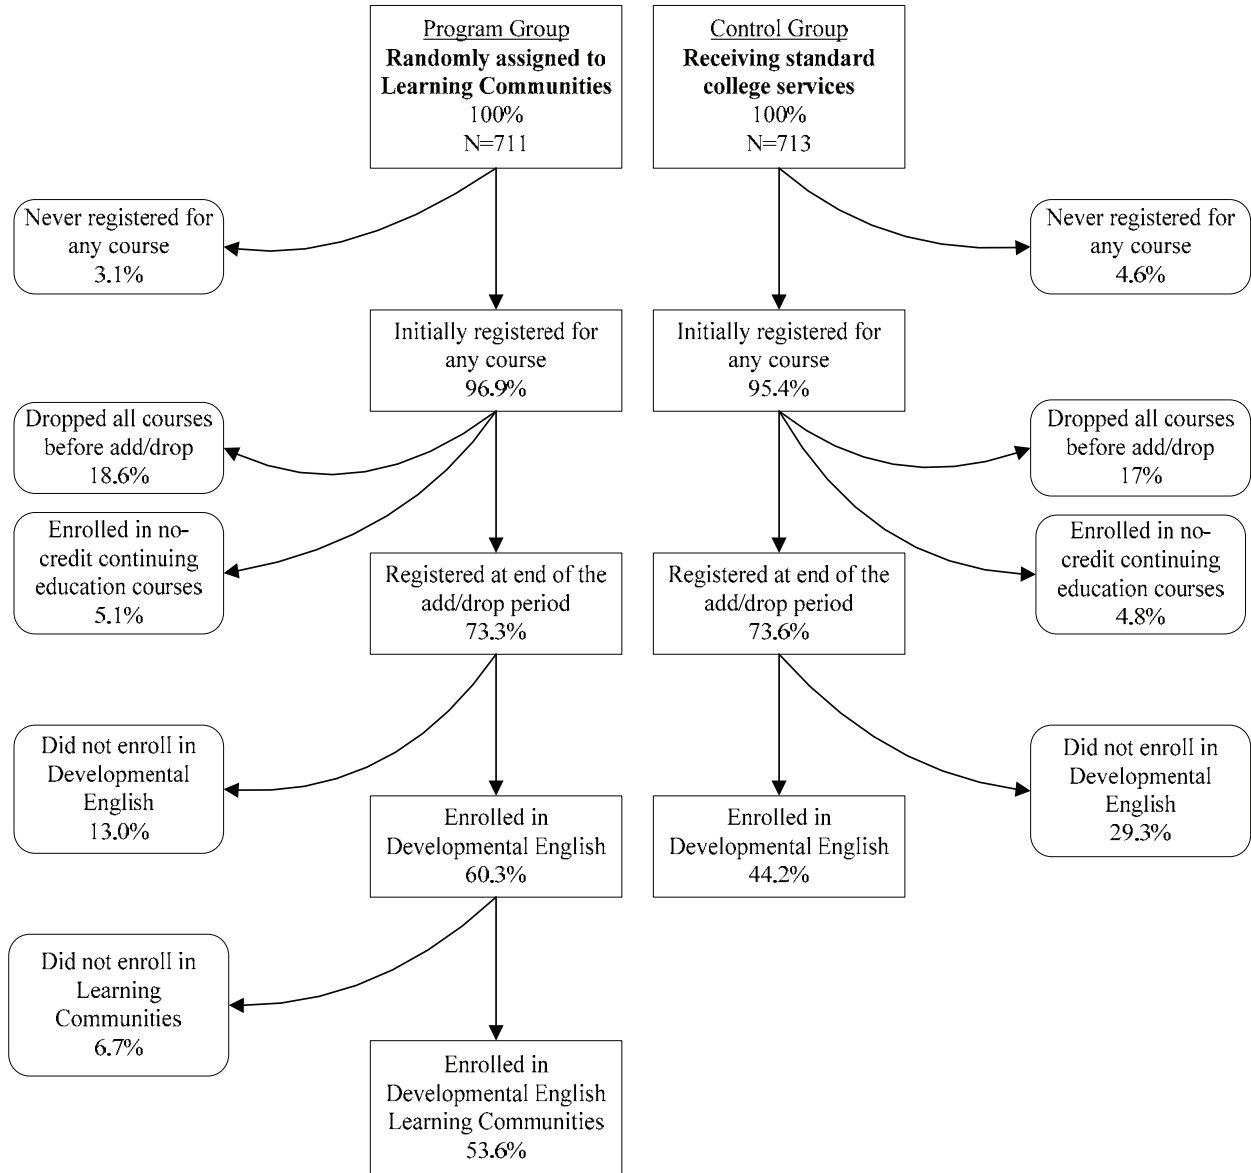 Program Group
Randomly assigned to
Learning Communities
100%
N=711
Control Group
Receiving standard
college services
100%
N=713
Never registered for
any course
3.1%
Never registered for
any course
4.6%
Initially registered for
any course
96.9%
Initially registered for
any course
95.4%
Dropped all courses
before add/drop
18.6%
Dropped all courses
before add/drop
17%
Enrolled in no-
credit continuing
education courses
5.1%
Enrolled in no-
credit continuing
education courses
4.8%
Registered at end of the
add/drop period
73.3%
Registered at end of the
add/drop period
73.6%
Did not enroll in
Developmental
English
13.0%
Did not enroll in
Developmental
English
29.3%
Enrolled in
Developmental English
60.3%
Enrolled in
Developmental English
44.2%
Did not enroll in
Learning
Communities
6.7%
Enrolled in
Developmental English
Learning Communities
53.6%